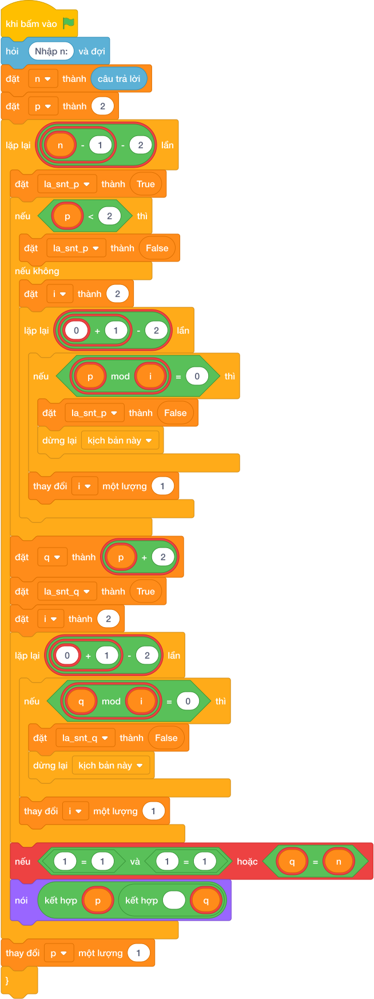 khi bấm vào
hỏi Nhập n: và đợi
đặt n thành câu trả lời
đặt p thành 2
lặp lại n - 1 - 2 lần
đặt la_snt_p thành True
nếu p < 2 thì
đặt la_snt_p thành False
nếu không
đặt i thành 2
lặp lại 0 + 1 - 2 lần
nếu p mod i = 0 thì
đặt la_snt_p thành False
dừng lại kịch bản này
thay đổi i một lượng 1
đặt q thành p + 2
đặt la_snt_q thành True
đặt i thành 2
lặp lại 0 + 1 - 2 lần
nếu q mod i = 0 thì
đặt la_snt_q thành False
dừng lại kịch bản này
thay đổi i một lượng 1
nếu 1 = 1 và 1 = 1 hoặc q = n
nói kết hợp p kết hợp q
thay đổi p một lượng 1
}